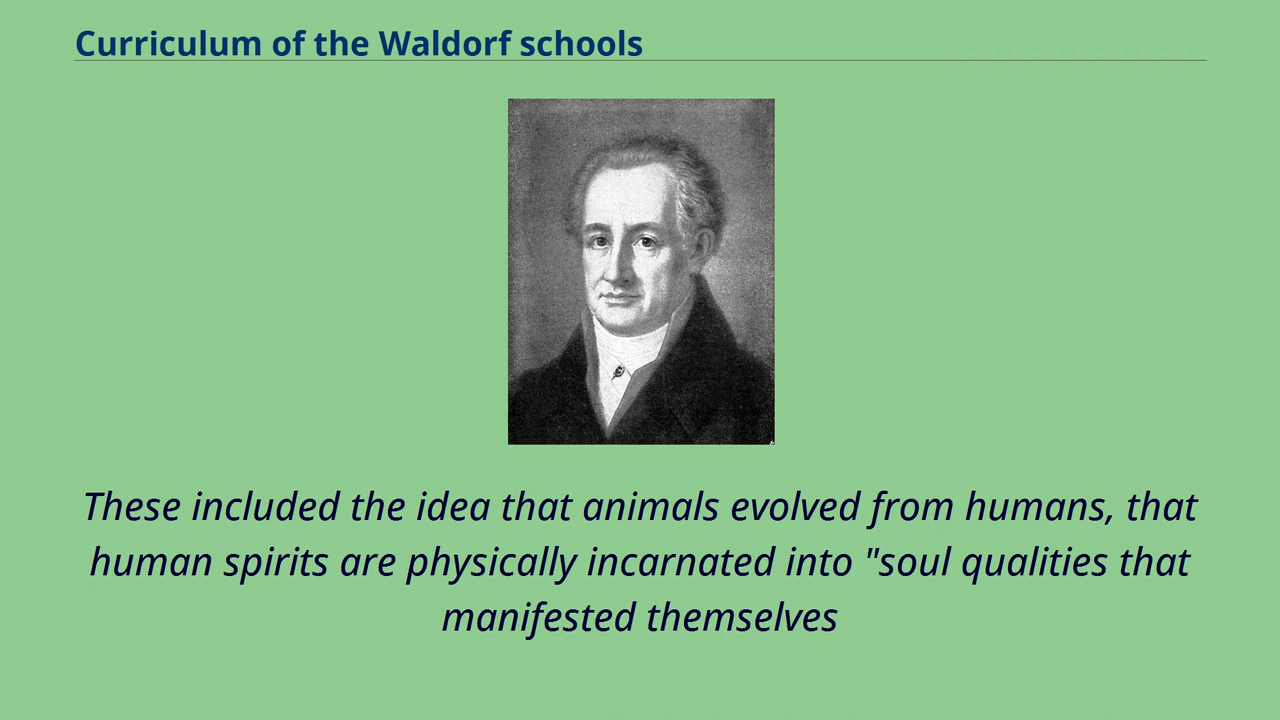 Curriculum of the Waldorf schools
These included the idea that animals evolved from humans, that
human spirits are physically incarnated into "soul qualities that
manifested themselves